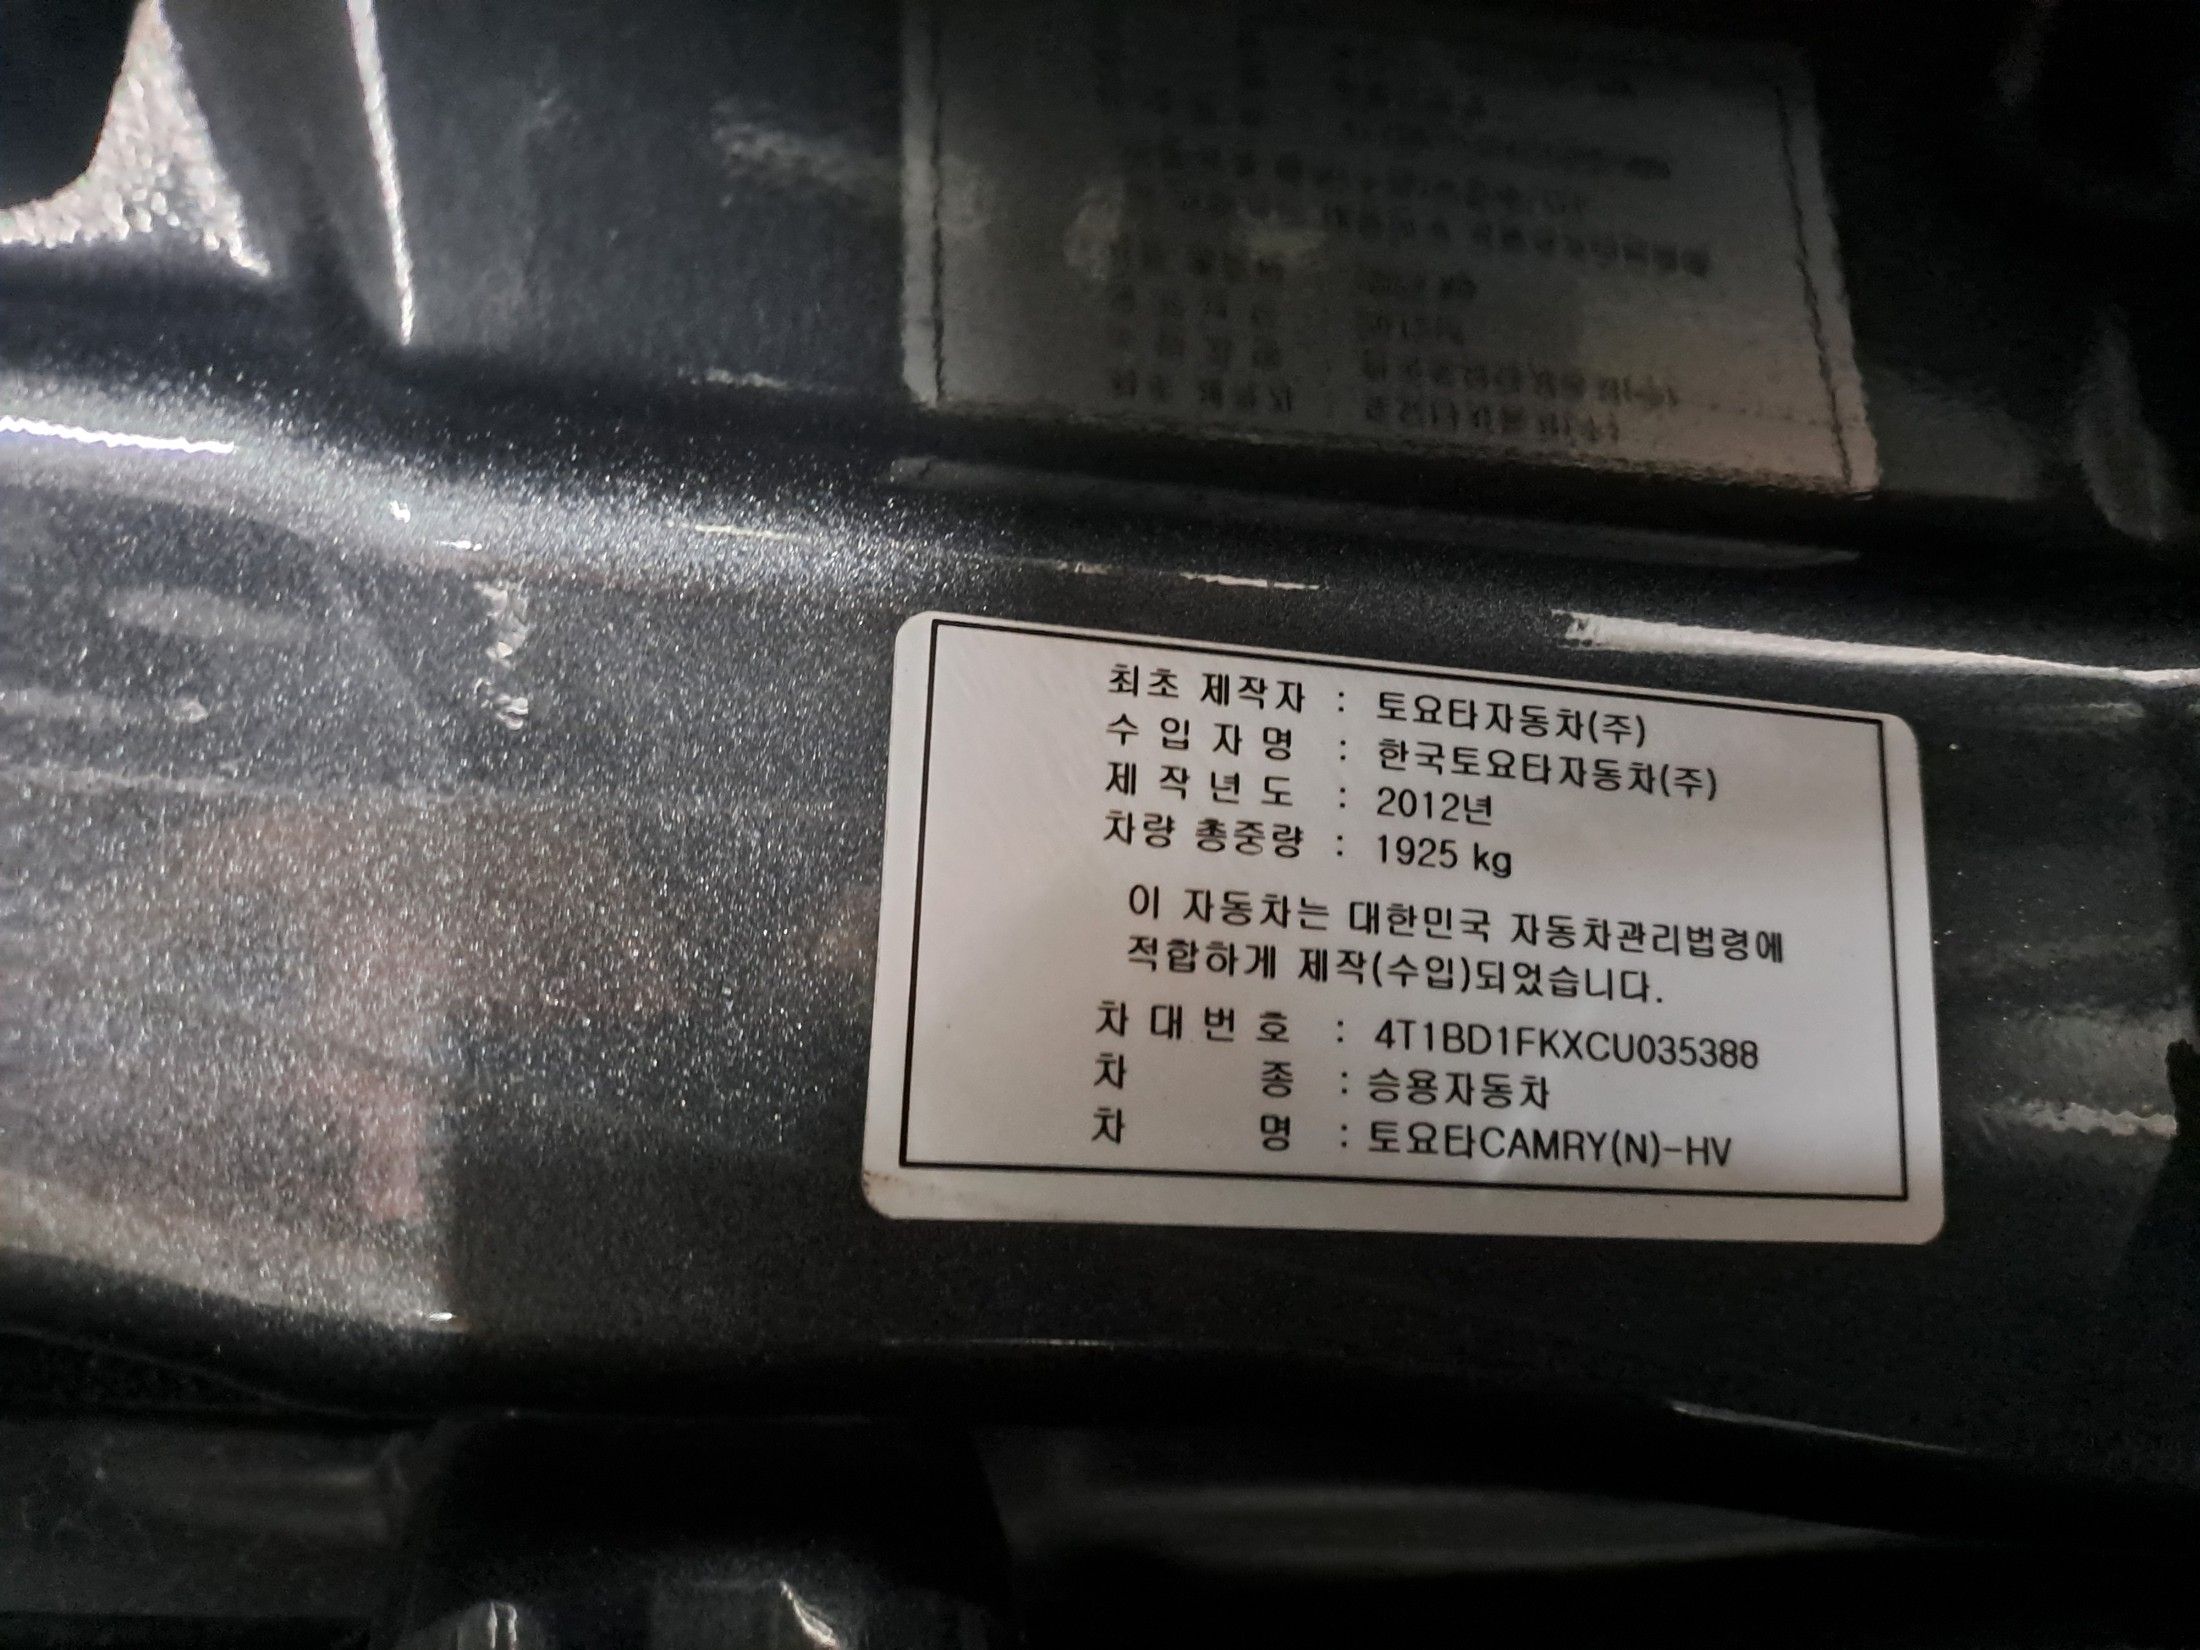 최초 제작자 : 토요타자동차(주)
수 입 자 명 : 한국토요타자동차(주)
제 작 년 도 : 2012년
차량 총중량 : 1925 kg
이 자동차는 대한민국 자동차관리법령에
적합하게 제작(수입)되었습니다.
차 대 번 호 : 4T1BD1FKXCU035388
차 종 : 승용자동차
차 명 : 토요타CAMRY(N)-HV